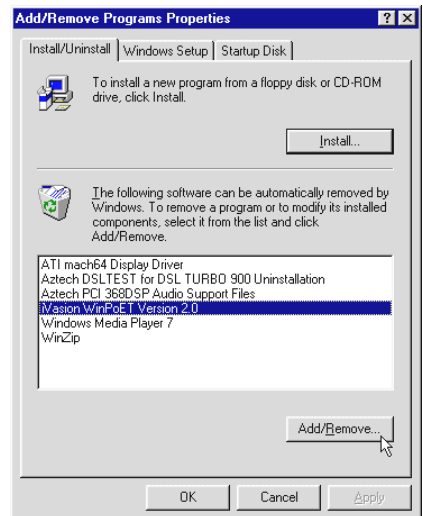 Add/Remove Programs Properties
Install/Uninstall Windows Setup Startup Disk
To install a new program from a floppy disk or CD-ROM
drive, click Install.
Install...
The following software can be automatically removed by
Windows. To remove a program or to modify its installed
components, select it from the list and click
Add/Remove.
ATI mach64 Display Driver
Aztech DSLTEST for DSL TURBO 900 Uninstallation
Aztech PCI 368DSP Audio Support Files
iVasion WinPoET Version 2.0
Windows Media Player 7
WinZip
Add/Remove...
OK Cancel Apply